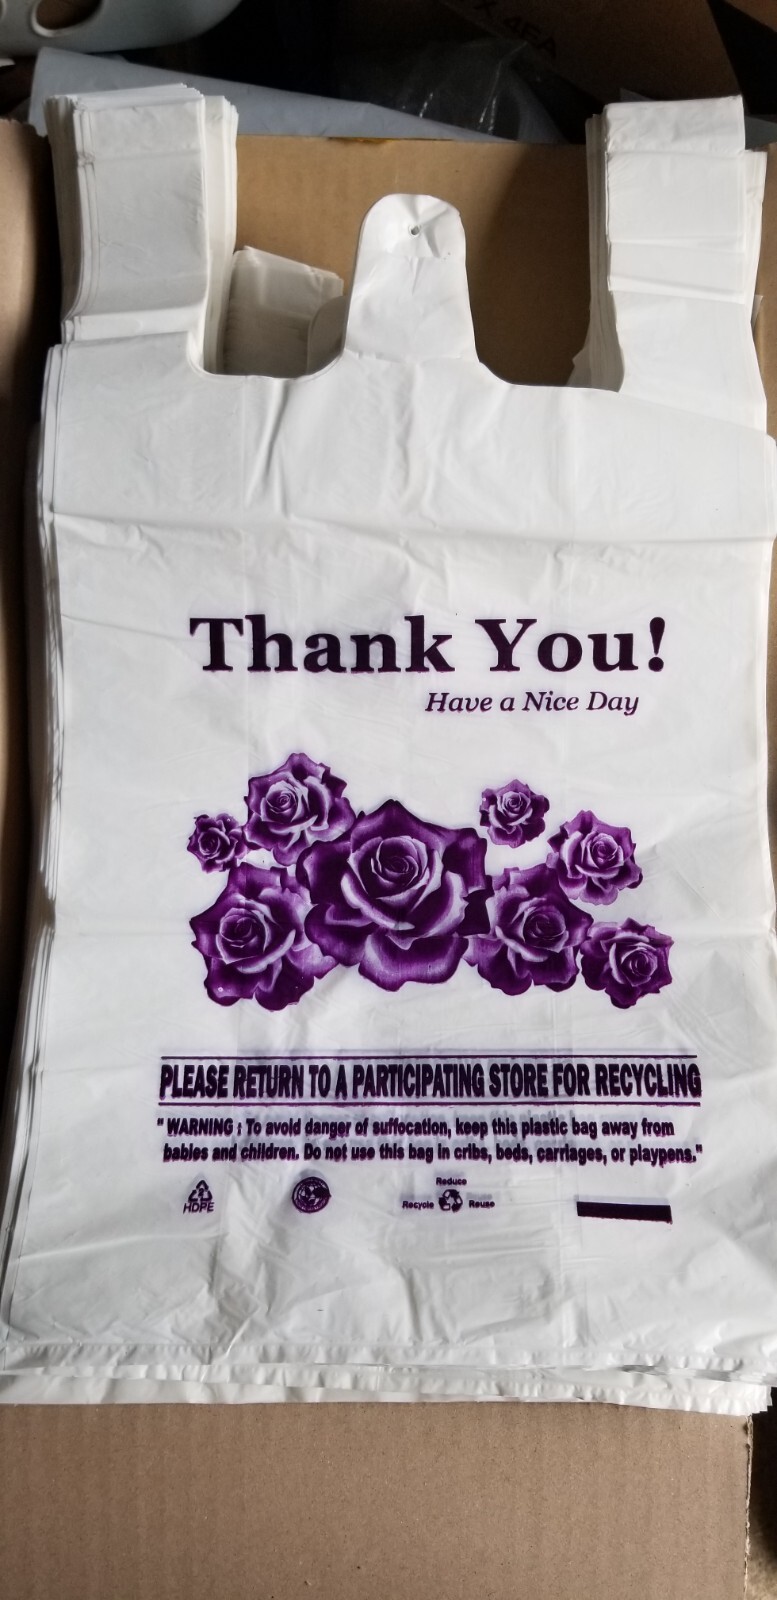 X 4EA
Thank You!
Have a Nice Day
PLEASE RETURN TO A PARTICIPATING STORE FOR RECYCLING
" WARNING : To avoid danger of suffocation, keep this plastic bag away from
babies and children. Do not use this bag in cribs, beds, carriages, or playpens."
HDPE
Reduce
Recycle Reuse